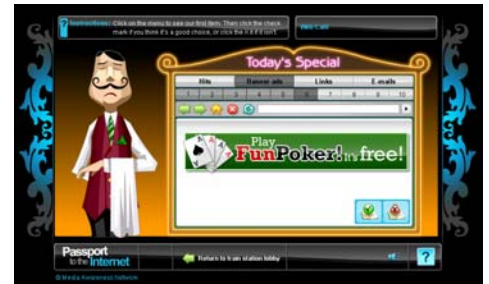 Instructions: Click on the menu to see our first item. Then click the check
mark if you think it's a good choice, or click the X if it isn't.
Today's Special
Hits Banner ads Links E-mails
1 2 3 4 5 6 7 8 9 10
Play
FunPoker! It's free!
Passport
to the Internet
Return to train station lobby
?
© Media Awareness Network